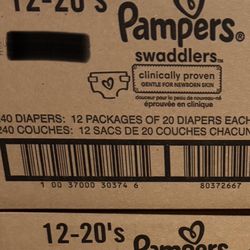 12-20's
Pampers®
swaddlers™
clinically proven
GENTLE FOR NEWBORN SKIN
douceur pour la peau de nouveau-né
éprouvée en clinique
240 DIAPERS: 12 PACKAGES OF 20 DIAPERS EACH
240 COUCHES: 12 SACS DE 20 COUCHES CHACUN
1 00 37000 30374 6
80372667
12-20's
Pampers